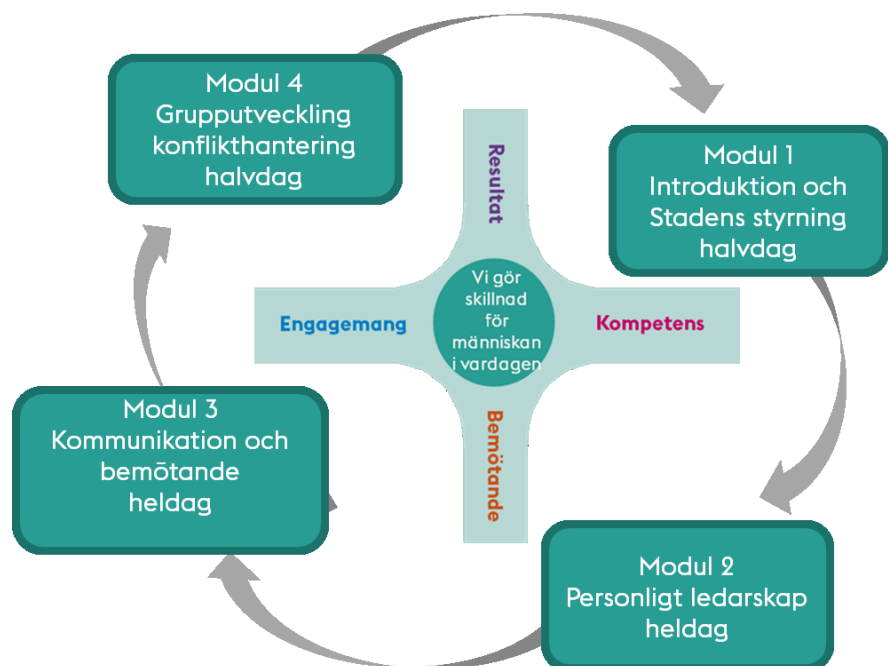 Modul 4
Grupputveckling
konflikthantering
halvdag
Modul 1
Introduktion och
Stadens styrning
halvdag
Resultat
Engagemang
Vi gör
skillnad
för
människan
i vardagen
Kompetens
Bemötande
Modul 3
Kommunikation och
bemötande
heldag
Modul 2
Personligt ledarskap
heldag